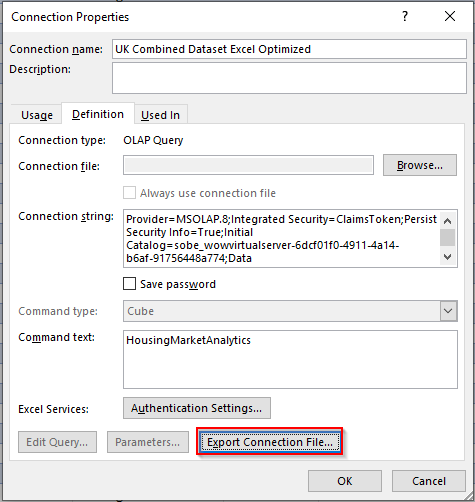 Connection Properties
Connection name: UK Combined Dataset Excel Optimized
Description:
Usage Definition Used In
Connection type: OLAP Query
Connection file: Browse...
Always use connection file
Connection string: Provider=MSOLAP.8;Integrated Security=ClaimsToken;Persist
Security Info=True;Initial
Catalog=sobe_wowvirtualserver-6dcf01f0-4911-4a14-
b6af-91756448a774;Data
Save password
Command type: Cube
Command text: HousingMarketAnalytics
Excel Services: Authentication Settings...
Edit Query... Parameters... Export Connection File...
OK Cancel